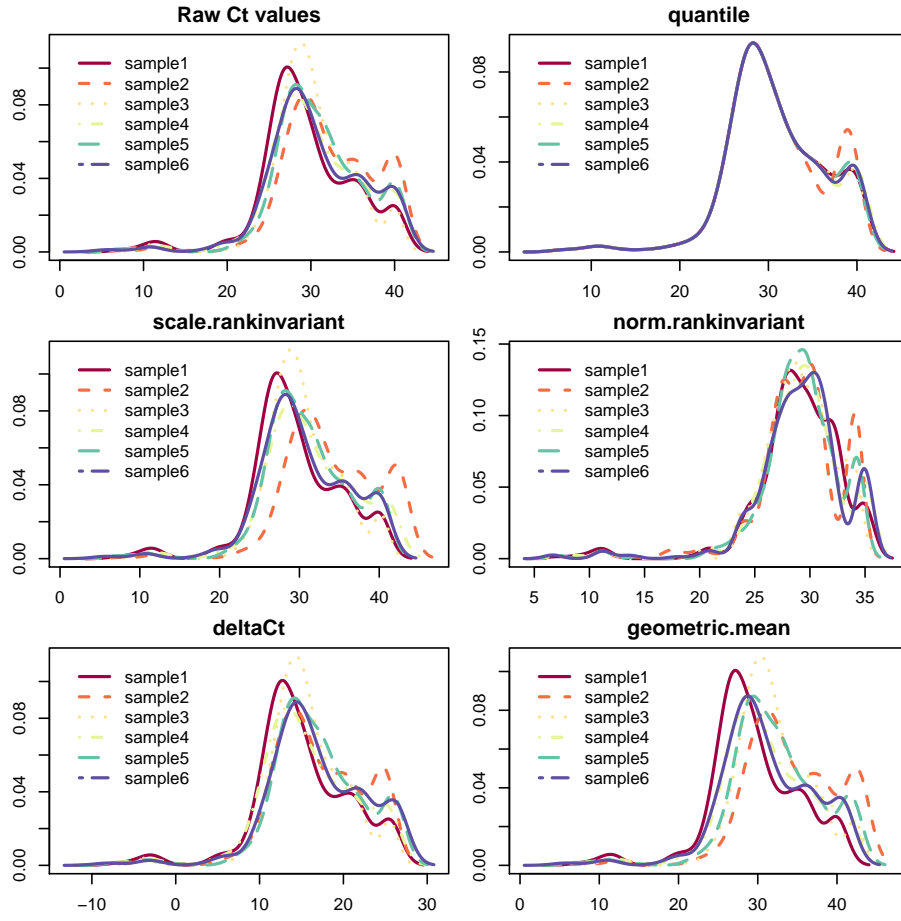 Raw Ct values
sample1
sample2
sample3
sample4
sample5
sample6
0.00
0.04
0.08
0
10
20
30
40
quantile
sample1
sample2
sample3
sample4
sample5
sample6
0.00
0.04
0.08
10
20
30
40
scale.rankinvariant
sample1
sample2
sample3
sample4
sample5
sample6
0.00
0.04
0.08
0
10
20
30
40
norm.rankinvariant
sample1
sample2
sample3
sample4
sample5
sample6
0.00
0.05
0.10
0.15
5
10
15
20
25
30
35
deltaCt
sample1
sample2
sample3
sample4
sample5
sample6
0.00
0.04
0.08
−10
0
10
20
30
geometric.mean
sample1
sample2
sample3
sample4
sample5
sample6
0.00
0.04
0.08
0
10
20
30
40